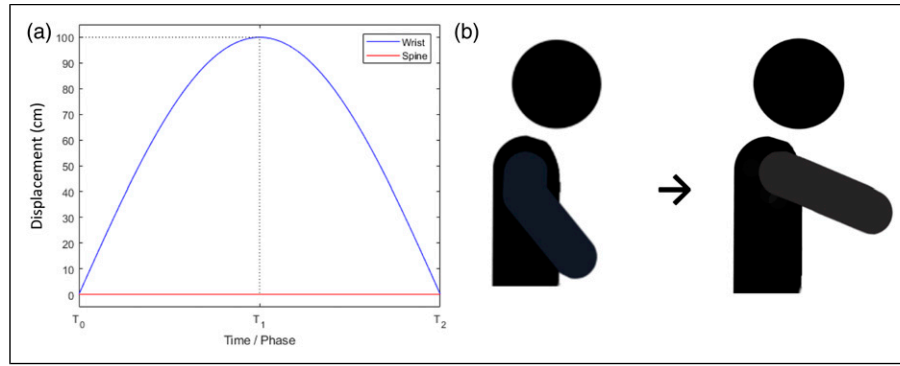 (a)
Displacement (cm)
100
90
80
70
60
50
40
30
20
10
0
T0
T1
T2
Time / Phase
Wrist
Spine
(b)